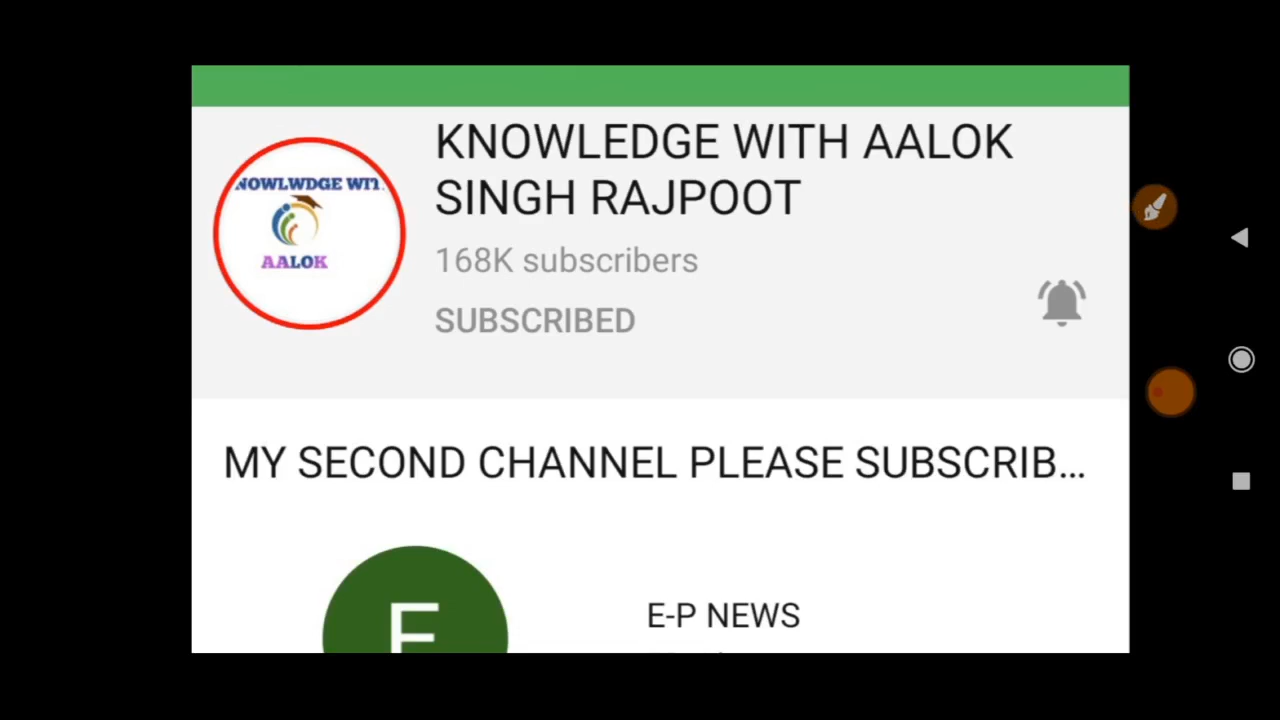 KNOWLEDGE WITH AALOK
SINGH RAJPOOT
NOWLWDGE WIT
AALOK
168K subscribers
SUBSCRIBED
MY SECOND CHANNEL PLEASE SUBSCRIB...
E
E-P NEWS